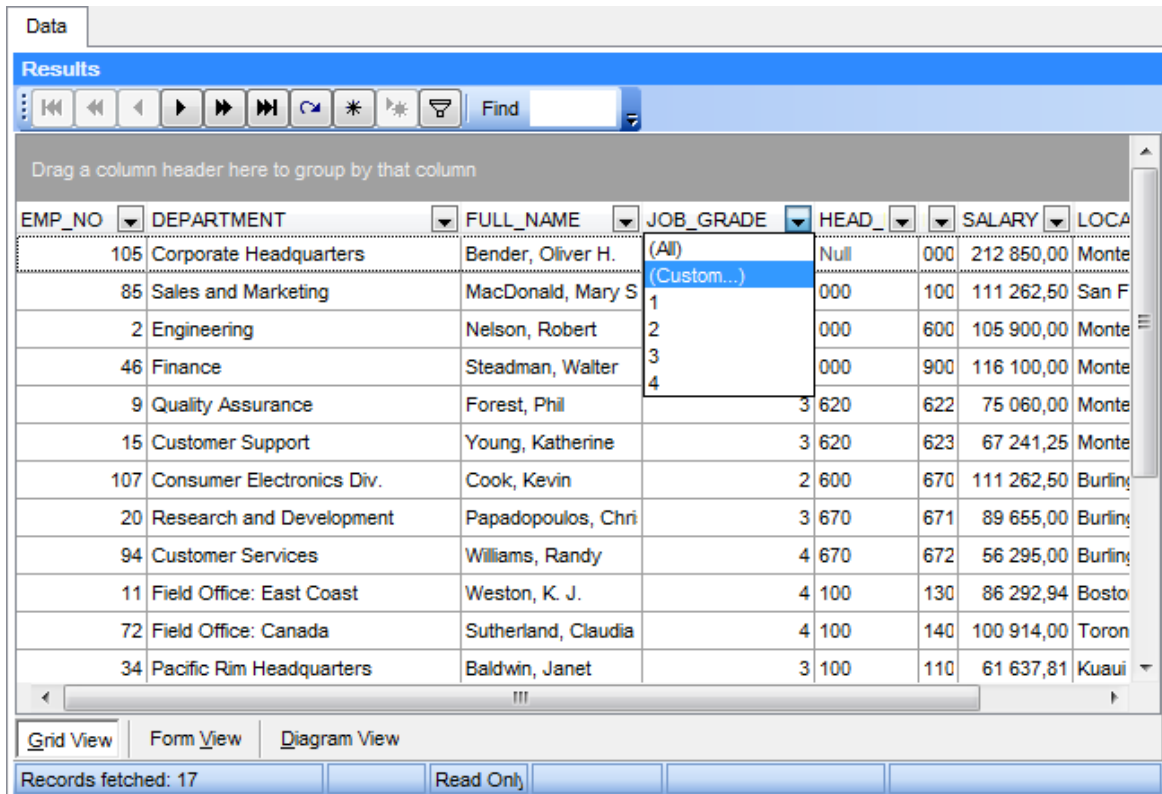 Data
Results
Find
Drag a column header here to group by that column
EMP_NO DEPARTMENT FULL_NAME JOB_GRADE HEAD_ SALARY LOCA
105 Corporate Headquarters Bender, Oliver H. Null 000 212 850,00 Monte
85 Sales and Marketing MacDonald, Mary S 000 100 111 262,50 San F
2 Engineering Nelson, Robert 000 600 105 900,00 Monte
46 Finance Steadman, Walter 000 900 116 100,00 Monte
(All)
(Custom...)
1
2
3
4
9 Quality Assurance Forest, Phil 3 620 622 75 060,00 Monte
15 Customer Support Young, Katherine 3 620 623 67 241,25 Monte
107 Consumer Electronics Div. Cook, Kevin 2 600 670 111 262,50 Burling
20 Research and Development Papadopoulos, Chri 3 670 671 89 655,00 Burling
94 Customer Services Williams, Randy 4 670 672 56 295,00 Burling
11 Field Office: East Coast Weston, K. J. 4 100 130 86 292,94 Bosto
72 Field Office: Canada Sutherland, Claudia 4 100 140 100 914,00 Toron
34 Pacific Rim Headquarters Baldwin, Janet 3 100 110 61 637,81 Kuaui
Grid View Form View Diagram View
Records fetched: 17 Read Only